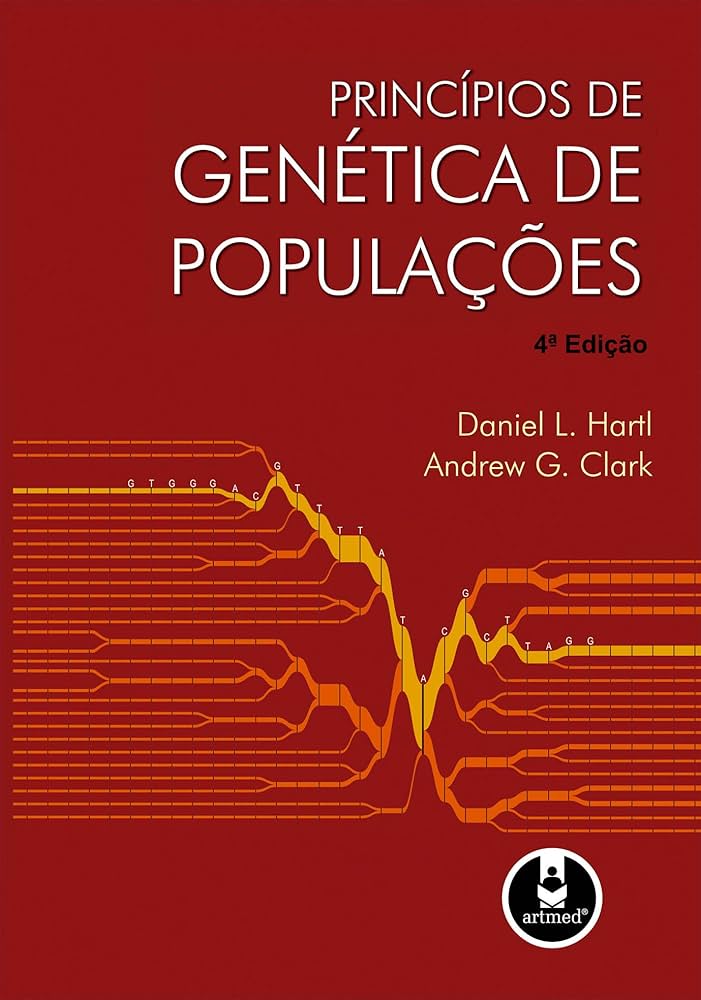 PRINCÍPIOS DE
GENÉTICA DE
POPULAÇÕES
4ª Edição
Daniel L. Hartl
Andrew G. Clark
G T G G G A C G T T T T A T A C G C T T A G G
artmed®